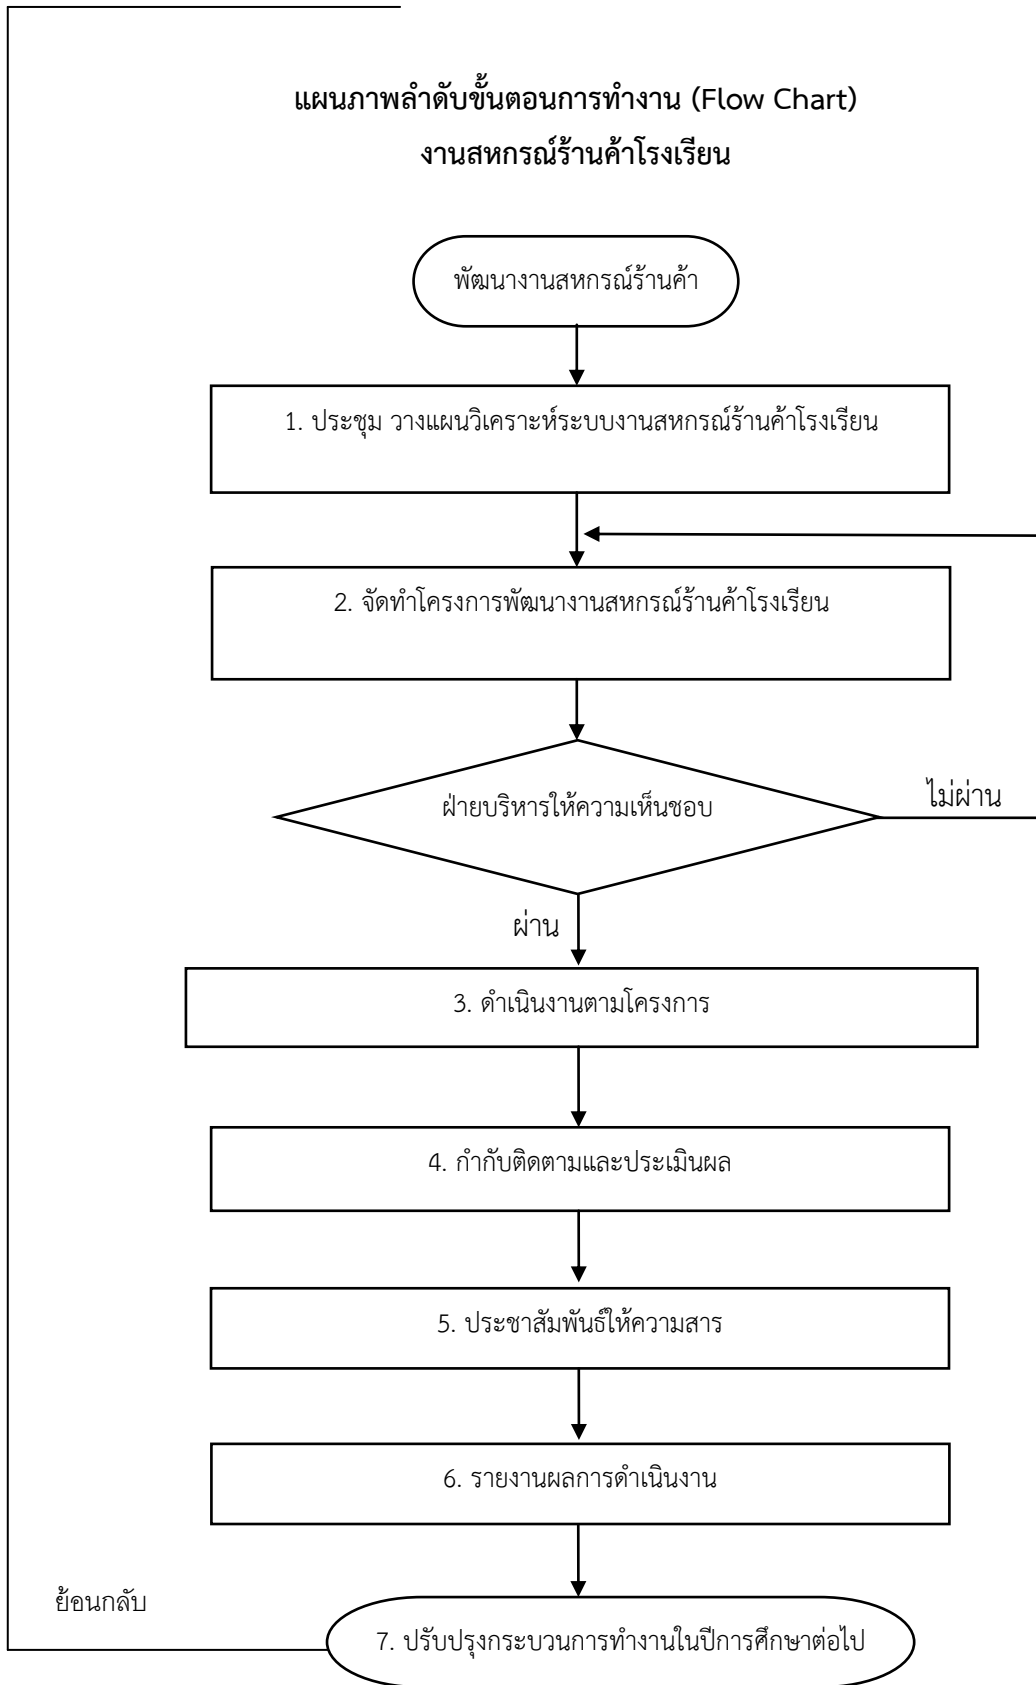 แผนภาพลำดับขั้นตอนการทำงาน (Flow Chart)
งานสหกรณ์ร้านค้าโรงเรียน
พัฒนางานสหกรณ์ร้านค้า
1. ประชุม วางแผนวิเคราะห์ระบบงานสหกรณ์ร้านค้าโรงเรียน
2. จัดทำโครงการพัฒนางานสหกรณ์ร้านค้าโรงเรียน
ฝ่ายบริหารให้ความเห็นชอบ
ไม่ผ่าน
ผ่าน
3. ดำเนินงานตามโครงการ
4. กำกับติดตามและประเมินผล
5. ประชาสัมพันธ์ให้ความสาร
6. รายงานผลการดำเนินงาน
ย้อนกลับ
7. ปรับปรุงกระบวนการทำงานในปีการศึกษาต่อไป